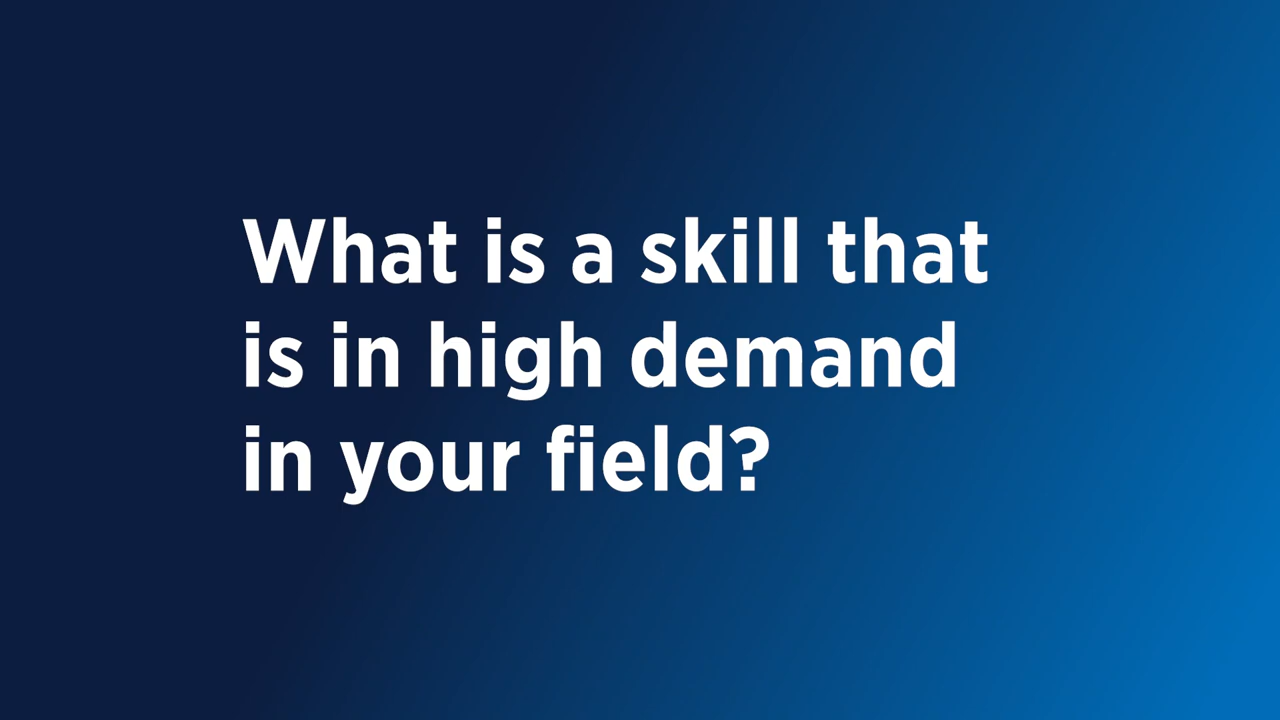 What is a skill that
is in high demand
in your field?